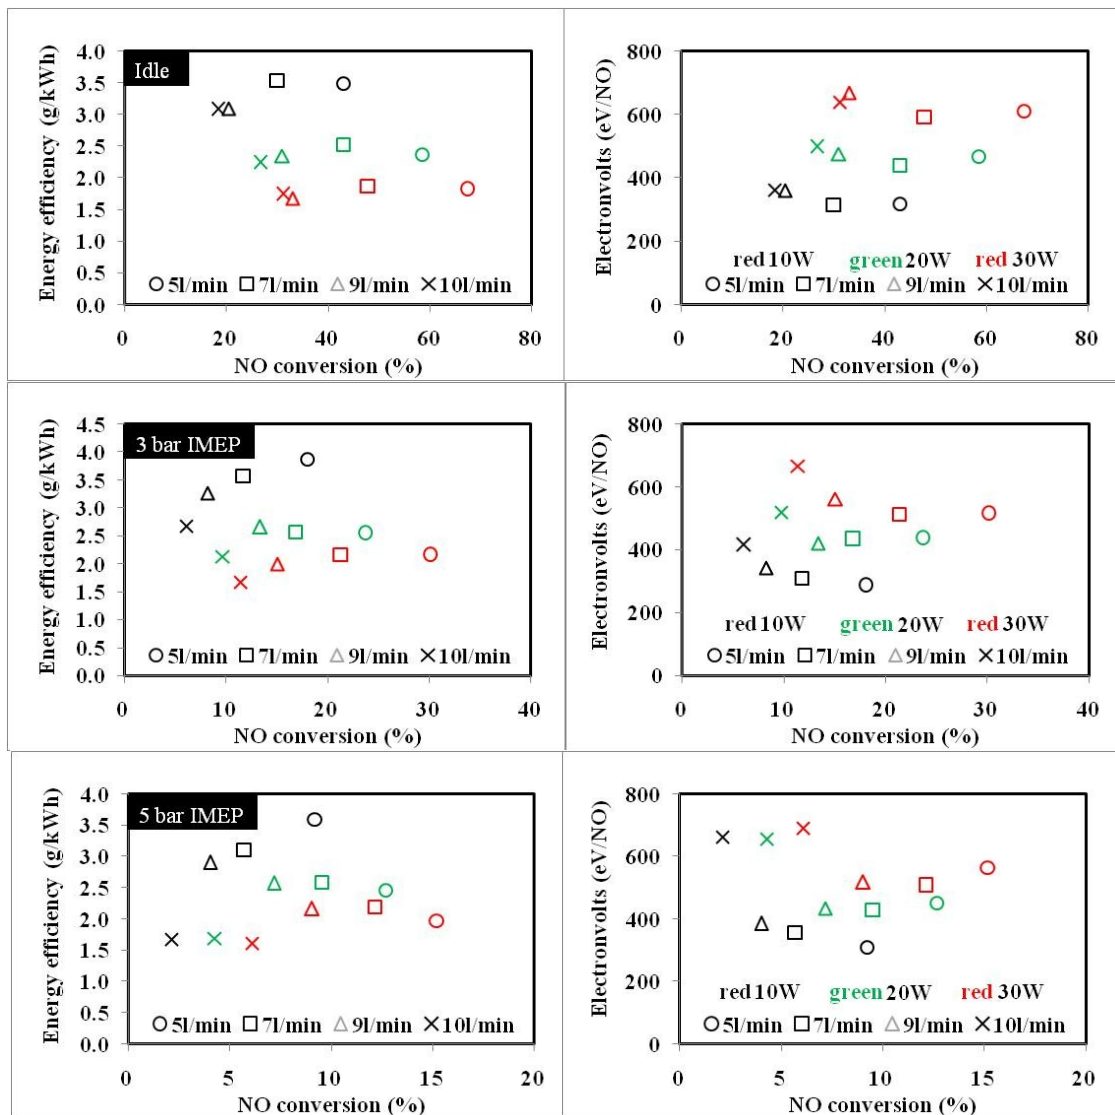 Energy efficiency (g/kWh)
4.0
3.5
3.0
2.5
2.0
1.5
1.0
0.5
0.0
Idle
5l/min 7l/min 9l/min 10l/min
0 20 40 60 80
NO conversion (%)
Electronvolts (eV/NO)
800
600
400
200
0
red 10W green 20W red 30W
5l/min 7l/min 9l/min 10l/min
0 20 40 60 80
NO conversion (%)
Energy efficiency (g/kWh)
4.5
4.0
3.5
3.0
2.5
2.0
1.5
1.0
0.5
0.0
3 bar IMEP
5l/min 7l/min 9l/min 10l/min
0 10 20 30 40
NO conversion (%)
Electronvolts (eV/NO)
800
600
400
200
0
red 10W green 20W red 30W
5l/min 7l/min 9l/min 10l/min
0 10 20 30 40
NO conversion (%)
Energy efficiency (g/kWh)
4.0
3.5
3.0
2.5
2.0
1.5
1.0
0.5
0.0
5 bar IMEP
5l/min 7l/min 9l/min 10l/min
0 5 10 15 20
NO conversion (%)
Electronvolts (eV/NO)
800
600
400
200
0
red 10W green 20W red 30W
5l/min 7l/min 9l/min 10l/min
0 5 10 15 20
NO conversion (%)